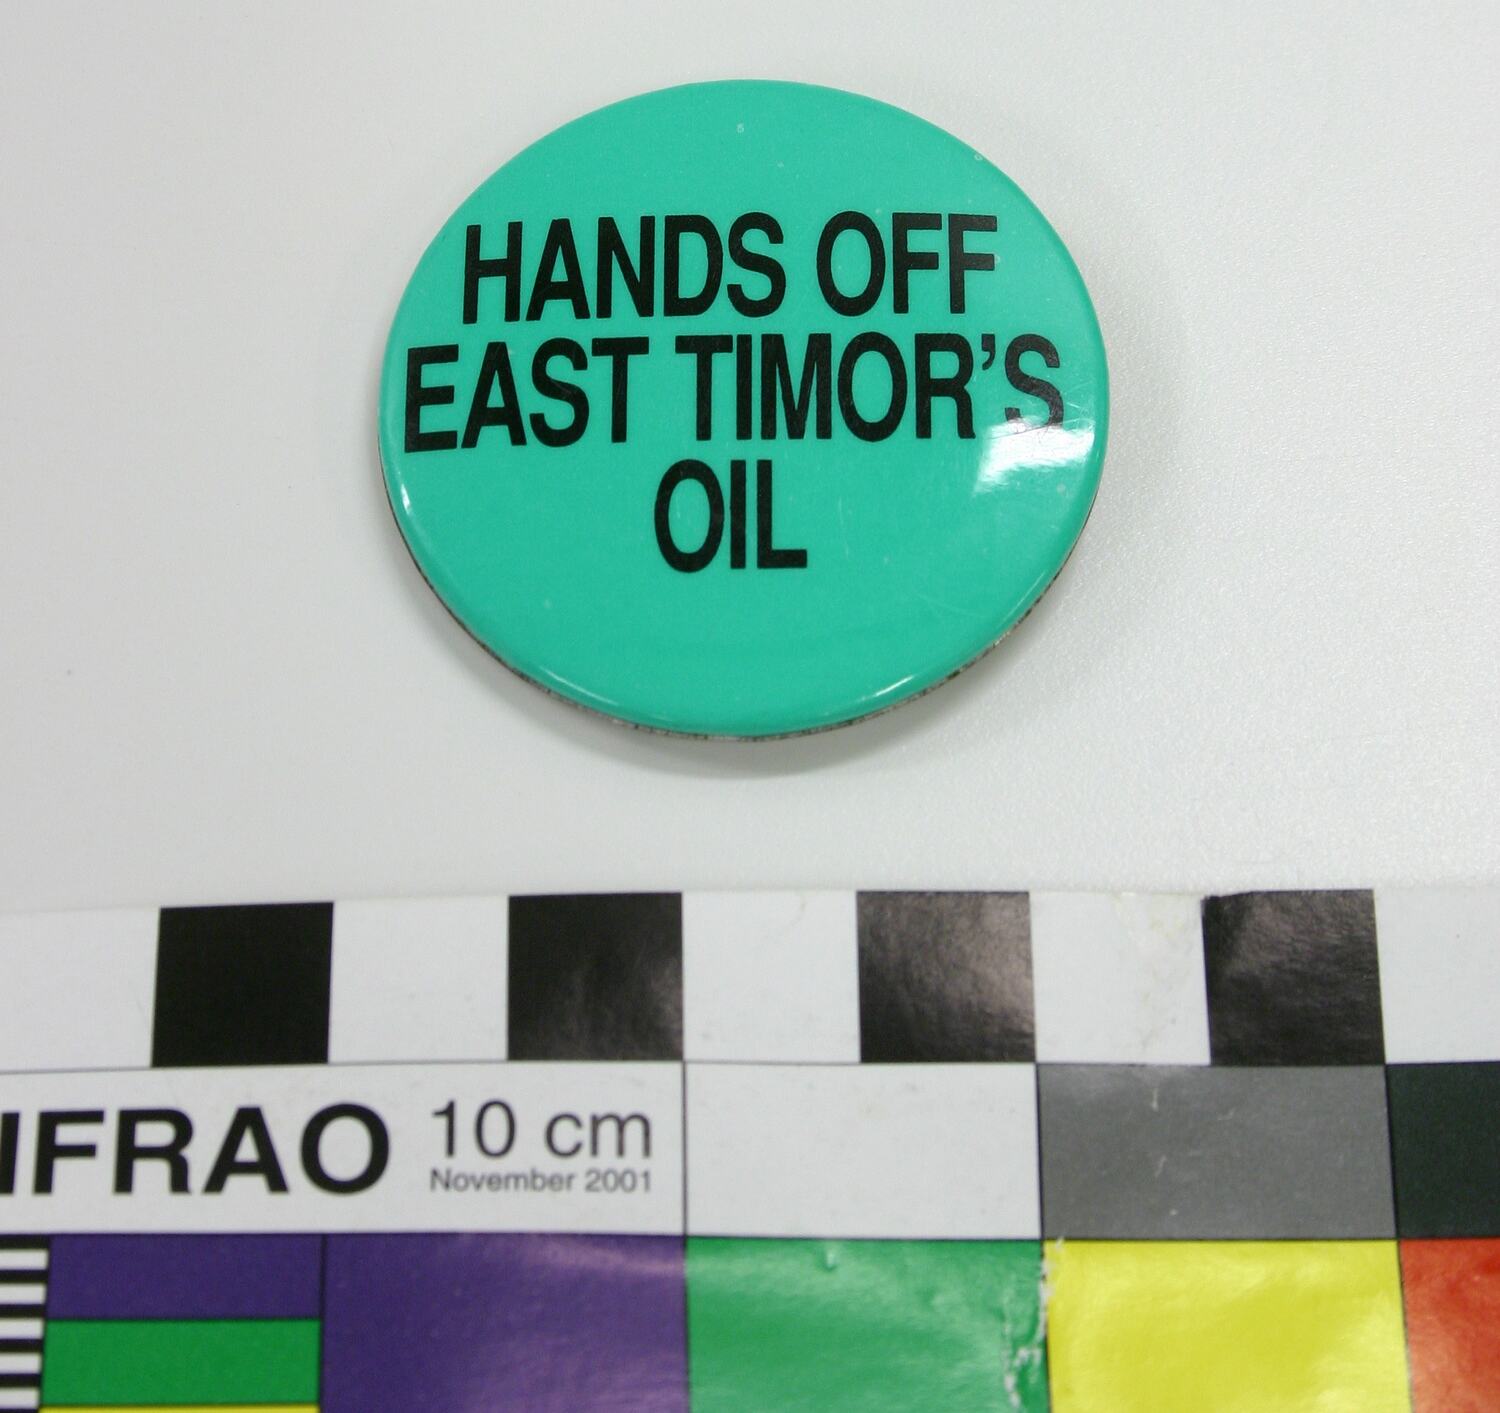 HANDS OFF
EAST TIMOR'S
OIL
IFRAO 10 cm
November 2001